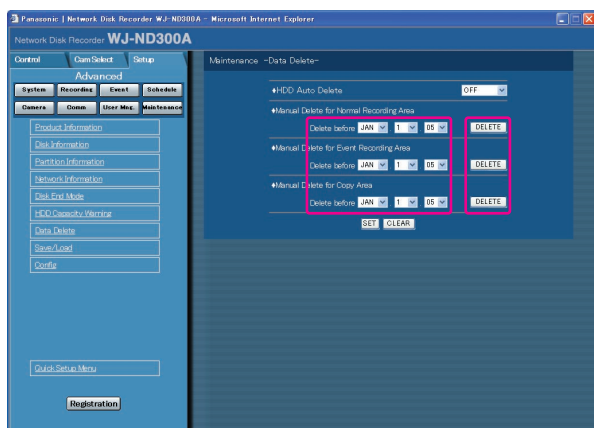 Panasonic | Network Disk Recorder WJ-ND300A - Microsoft Internet Explorer
Network Disk Recorder WJ-ND300A
Control Cam Select Setup
Maintenance -Data Delete-
Advanced
System Recording Event Schedule
Camera Comm User Mng. Maintenance
Product Information
Disk Information
Partition Information
Network Information
Disk End Mode
HDD Capacity Warning
Data Delete
Save/Load
Config
Quick Setup Menu
Registration
♦HDD Auto Delete OFF
♦Manual Delete for Normal Recording Area
Delete before JAN 1 05 DELETE
♦Manual Delete for Event Recording Area
Delete before JAN 1 05 DELETE
♦Manual Delete for Copy Area
Delete before JAN 1 05 DELETE
SET CLEAR